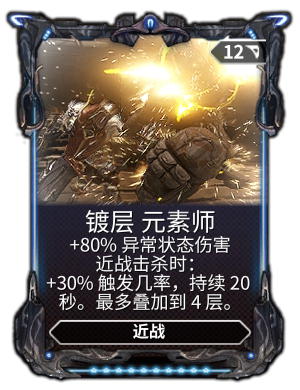 12
镀层 元素师
+80% 异常状态伤害
近战击杀时：
+30% 触发几率，持续 20
秒。最多叠加到 4 层。
近战